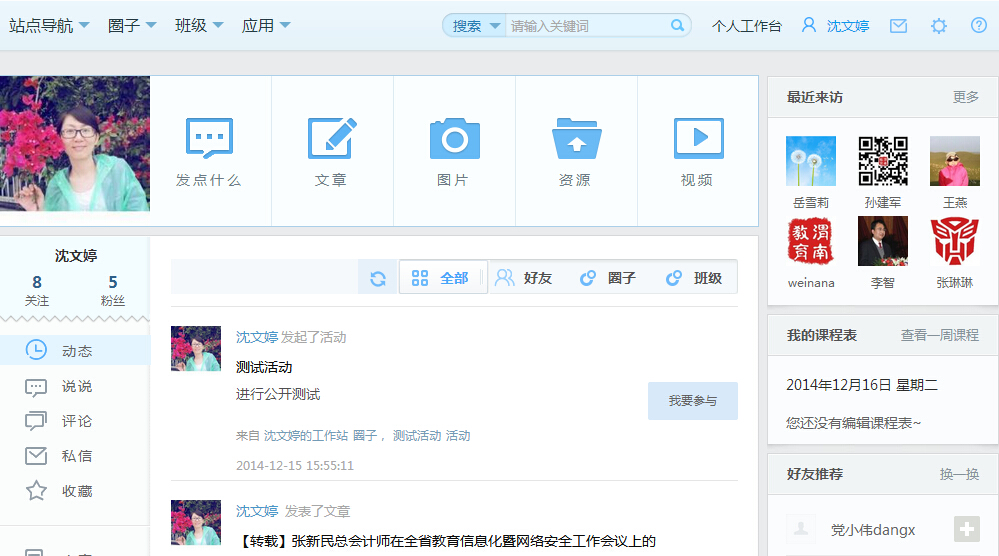 站点导航 圈子 班级 应用 搜索 请输入关键词 个人工作台 沈文婷
发点什么 文章 图片 资源 视频
沈文婷
8 5
关注 粉丝
动态
说说
评论
私信
收藏
全部 好友 圈子 班级
沈文婷 发起了活动
测试活动
进行公开测试
我要参与
来自 沈文婷的工作站 圈子， 测试活动 活动
2014-12-15 15:55:11
沈文婷 发表了文章
【转载】张新民总会计师在全省教育信息化暨网络安全工作会议上的
最近来访 更多
岳雪莉 孙建军 王燕
教育渭南
weinana 李智 张琳琳
我的课程表 查看一周课程
2014年12月16日 星期二
您还没有编辑课程表~
好友推荐 换一换
党小伟dangx